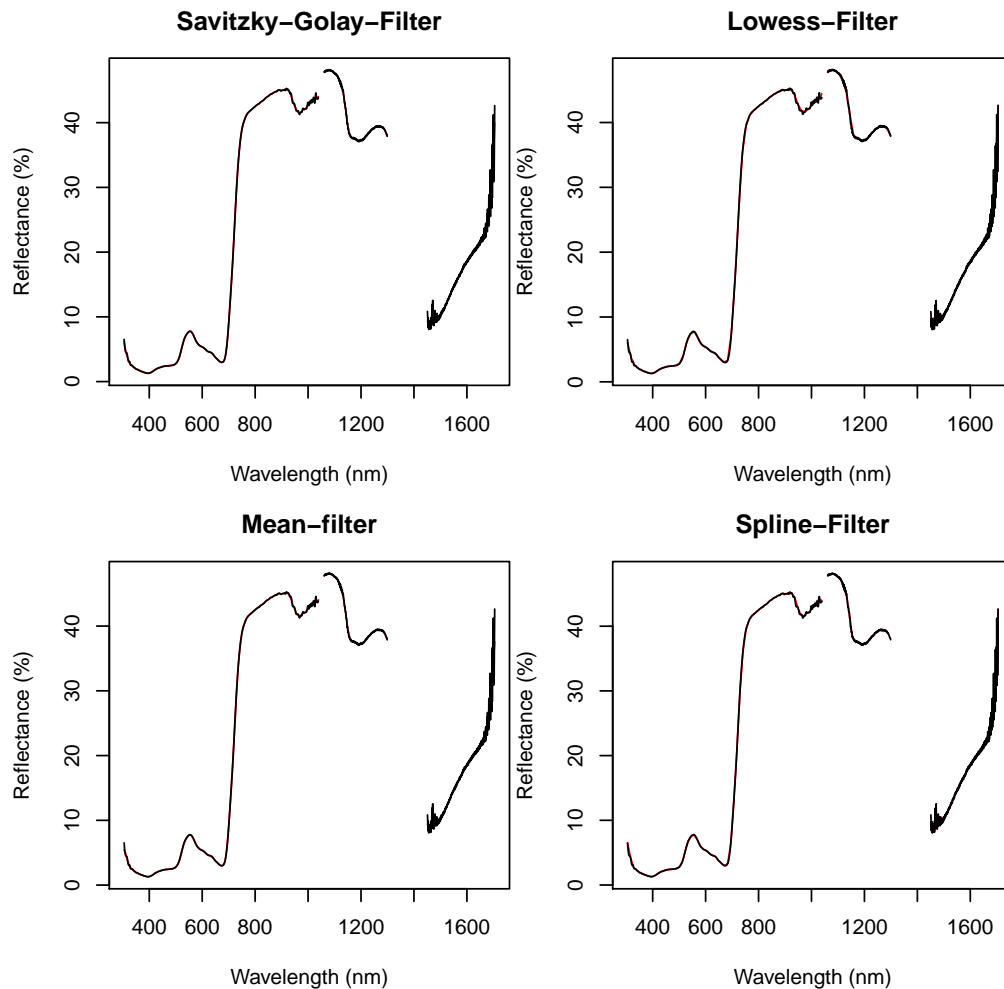 Savitzky−Golay−Filter
Reflectance (%)
40
30
20
10
0
400 600 800 1200 1600
Wavelength (nm)
Lowess−Filter
Reflectance (%)
40
30
20
10
0
400 600 800 1200 1600
Wavelength (nm)
Mean−filter
Reflectance (%)
40
30
20
10
0
400 600 800 1200 1600
Wavelength (nm)
Spline−Filter
Reflectance (%)
40
30
20
10
0
400 600 800 1200 1600
Wavelength (nm)